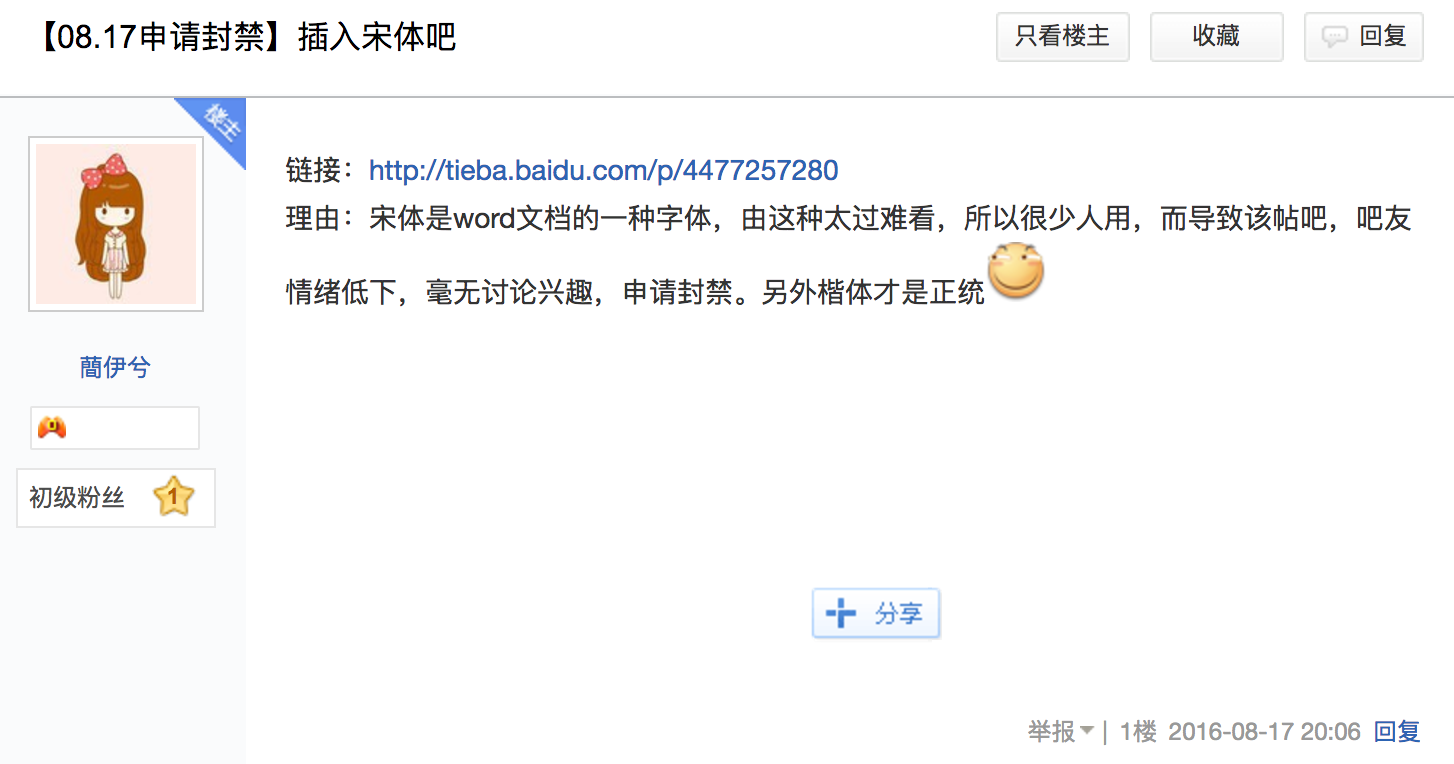 【08.17申请封禁】插入宋体吧
只看楼主
收藏
回复
楼主
链接：http://tieba.baidu.com/p/4477257280
理由：宋体是word文档的一种字体，由这种太过难看，所以很少人用，而导致该帖吧，吧友
情绪低下，毫无讨论兴趣，申请封禁。另外楷体才是正统
蘭伊兮
初级粉丝 1
分享
举报 | 1楼 2016-08-17 20:06 回复